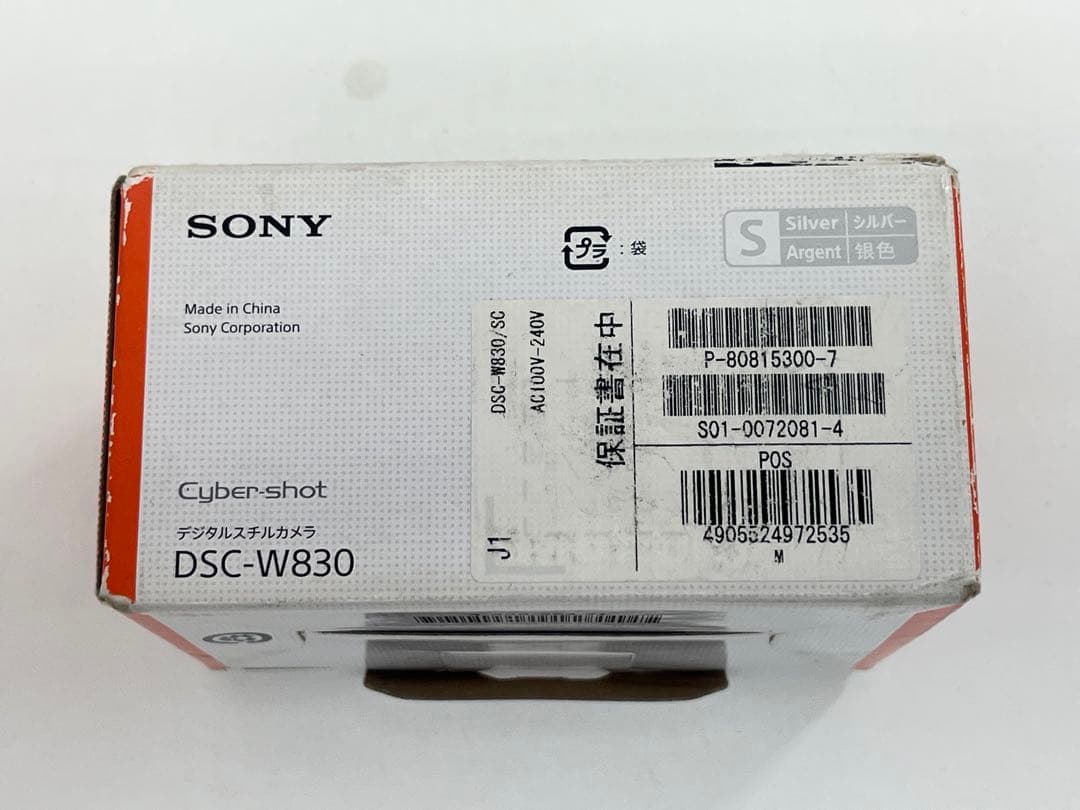 SONY
プラ : 袋
S Silver シルバー
Argent 银色
Made in China
Sony Corporation
Cyber-shot
デジタルスチルカメラ
DSC-W830
DSC-W830/SC
AC100V-240V
J1
保証書在中
P-80815300-7
S01-0072081-4
POS
4905524972535
M